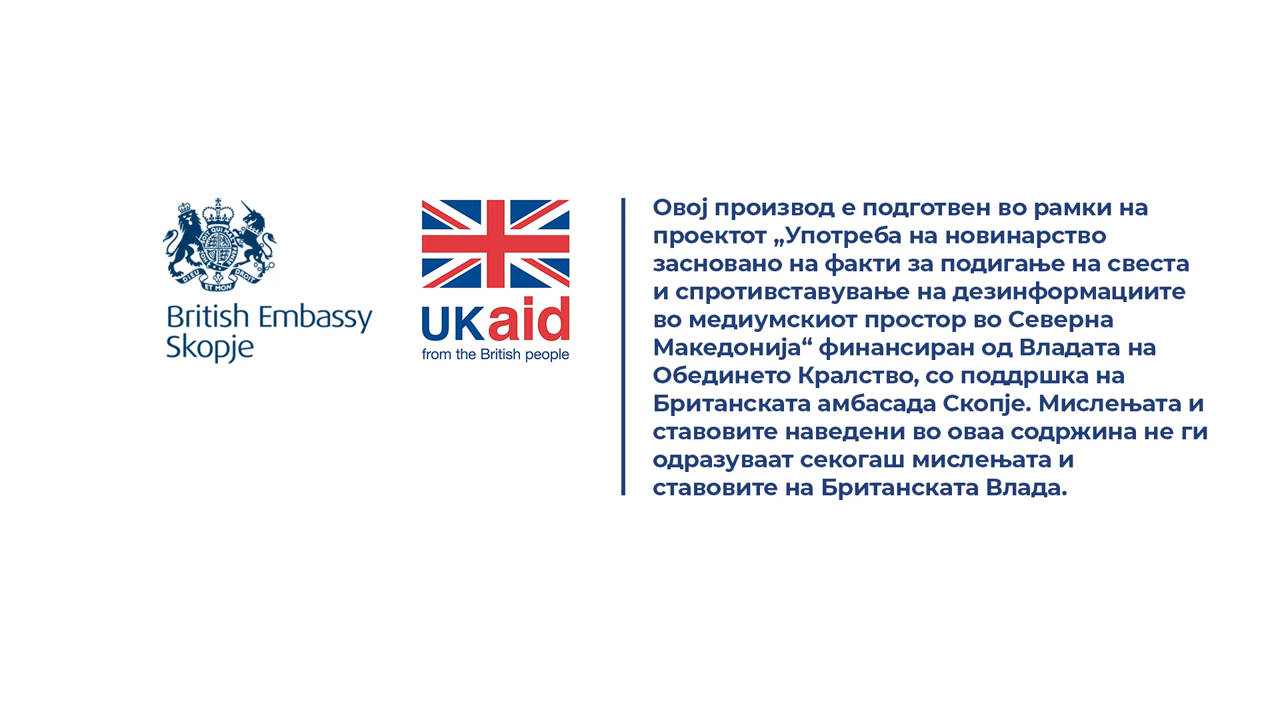 British Embassy
Skopje
UKaid
from the British people
Овој производ е подготвен во рамки на
проектот „Употреба на новинарство
засновано на факти за подигање на свеста
и спротивставување на дезинформациите
во медиумскиот простор во Северна
Македонија“ финансиран од Владата на
Обединето Кралство, со поддршка на
Британската амбасада Скопје. Мислењата и
ставовите наведени во оваа содржина не ги
одразуваат секогаш мислењата и
ставовите на Британската Влада.